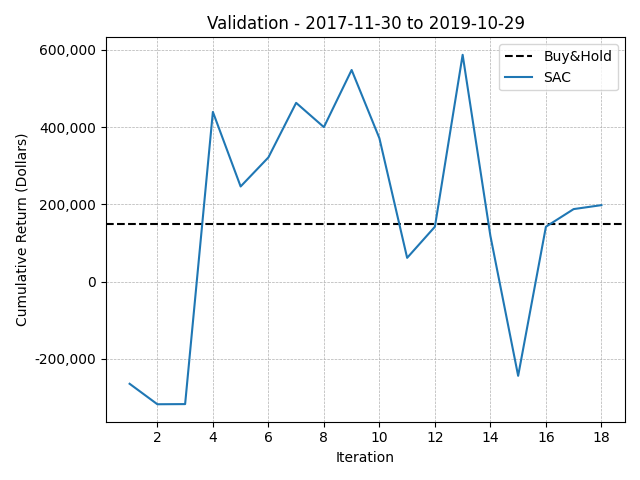 Validation - 2017-11-30 to 2019-10-29
600,000
400,000
200,000
0
-200,000
Cumulative Return (Dollars)
Buy&Hold
SAC
2 4 6 8 10 12 14 16 18
Iteration